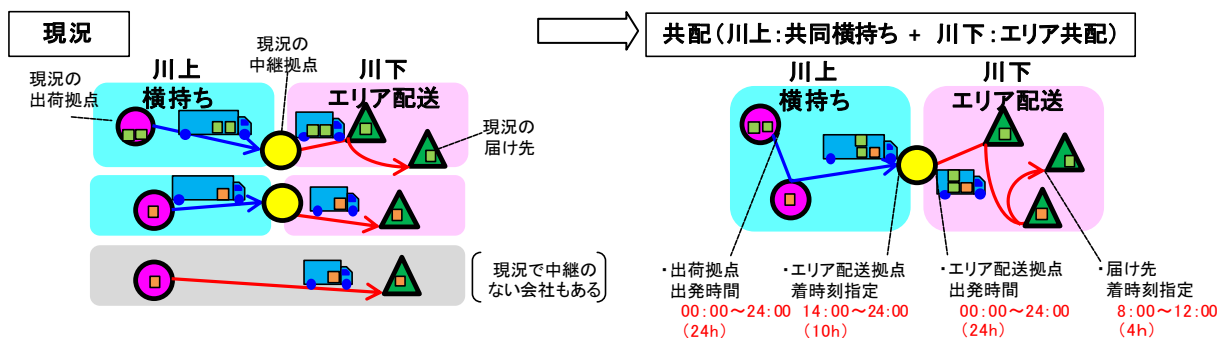 現況
現況の
出荷拠点
川上
横持ち
現況の
中継拠点
川下
エリア配送
現況の
届け先
現況で中継の
ない会社もある
共配(川上:共同横持ち + 川下:エリア共配)
川上
横持ち
川下
エリア配送
・出荷拠点
出発時間
00:00～24:00
(24h)
・エリア配送拠点
着時刻指定
14:00～24:00
(10h)
・エリア配送拠点
出発時間
00:00～24:00
(24h)
・届け先
着時刻指定
8:00～12:00
(4h)